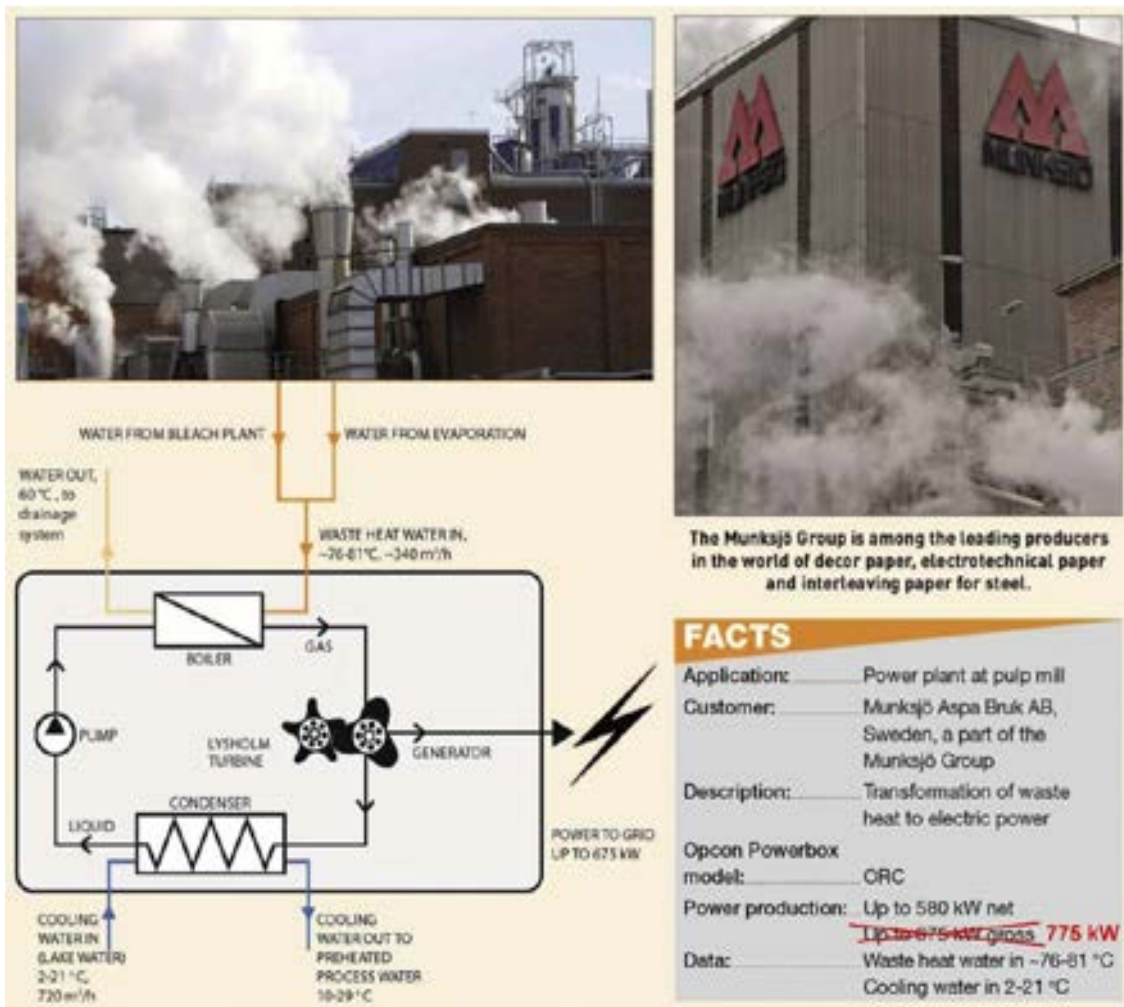 MUNKSJÖ
WATER FROM BLEACH PLANT
WATER FROM EVAPORATION
WATER OUT,
60 °C, to
drainage
system
WASTE HEAT WATER IN,
~76-81°C, ~340 m³/h
BOILER
GAS
PUMP
LYSHOLM
TURBINE
GENERATOR
CONDENSER
LIQUID
POWER TO GRID
UP TO 675 kW
COOLING
WATER IN
(LAKE WATER)
2-21 °C,
720 m³/h
COOLING
WATER OUT TO
PREHEATED
PROCESS WATER
10-29 °C
The Munksjö Group is among the leading producers
in the world of decor paper, electrotechnical paper
and interleaving paper for steel.
FACTS
Application: Power plant at pulp mill
Customer: Munksjö Aspa Bruk AB,
Sweden, a part of the
Munksjö Group
Description: Transformation of waste
heat to electric power
Opcon Powerbox
model: ORC
Power production: Up to 580 kW net
Up to 675 kW gross 775 kW
Data: Waste heat water in ~76-81 °C
Cooling water in 2-21 °C